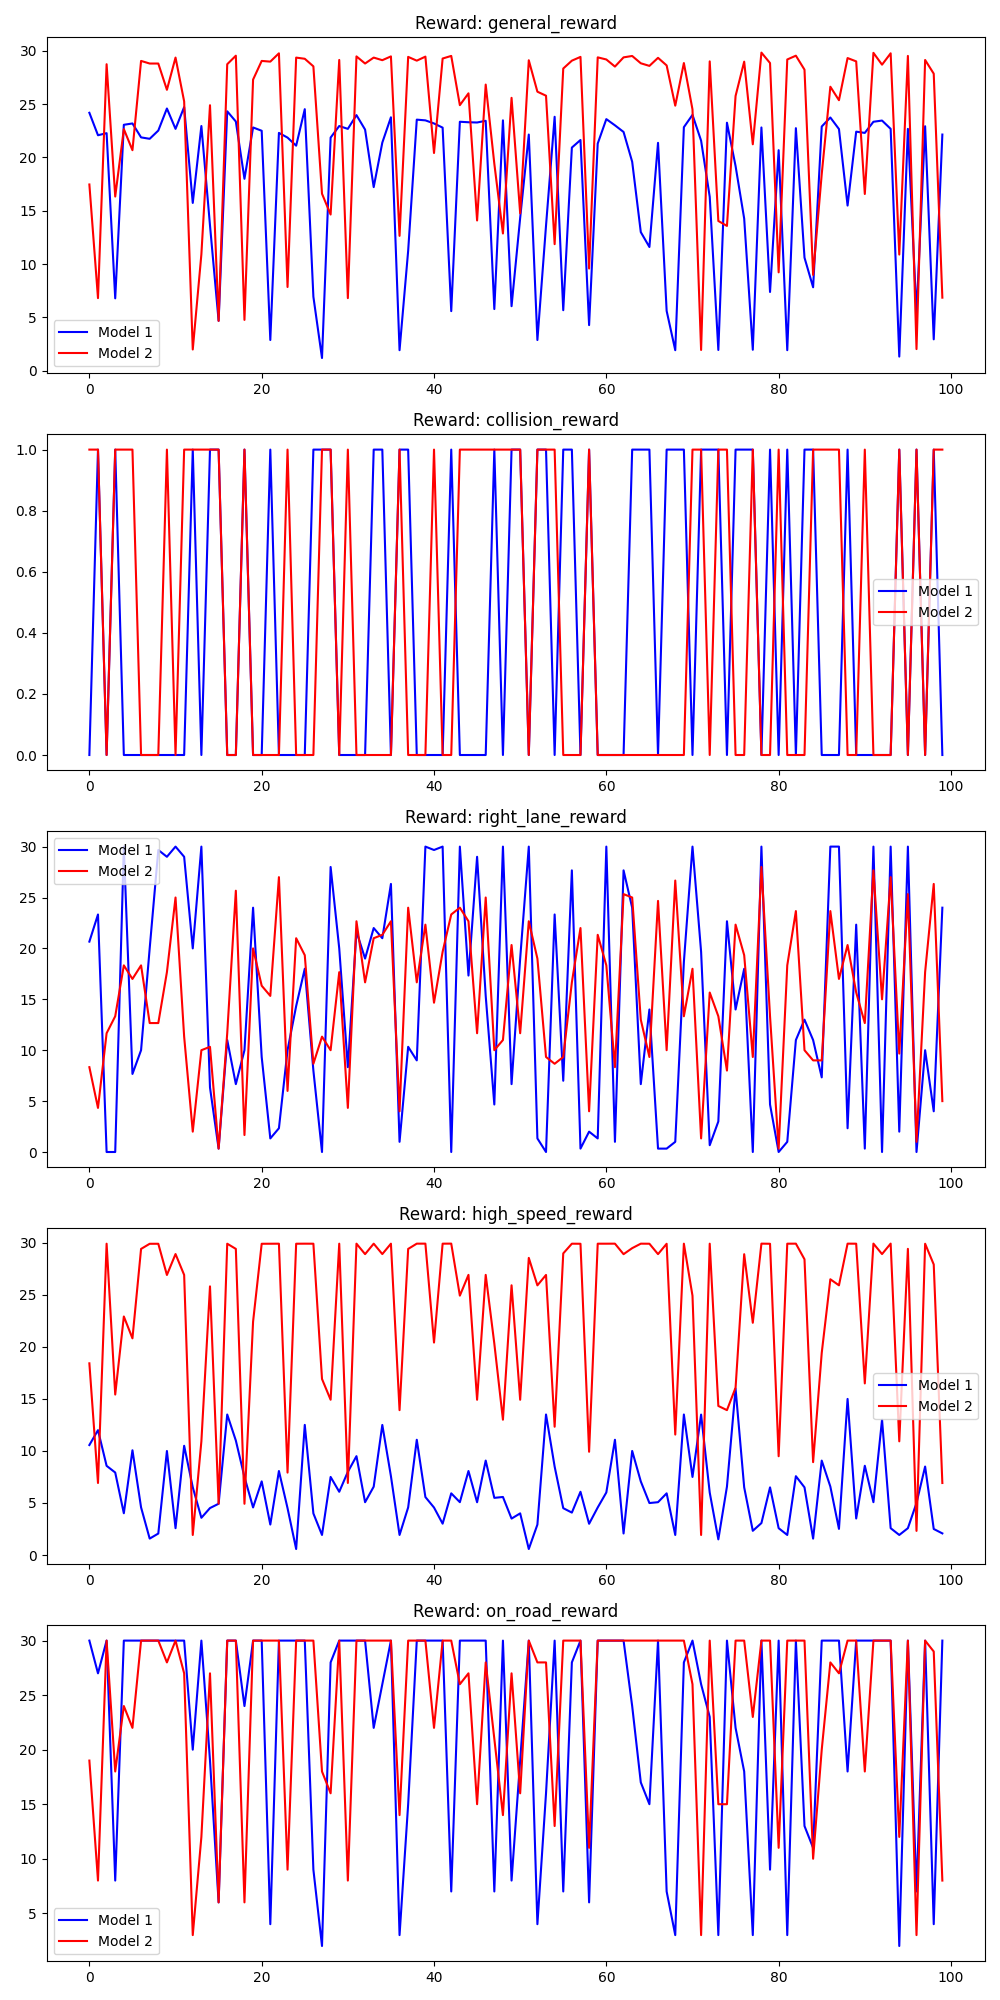 Reward: general_reward
30
25
20
15
10
5
0
Model 1
Model 2
0 20 40 60 80 100
Reward: collision_reward
1.0
0.8
0.6
0.4
0.2
0.0
Model 1
Model 2
0 20 40 60 80 100
Reward: right_lane_reward
30
25
20
15
10
5
0
Model 1
Model 2
0 20 40 60 80 100
Reward: high_speed_reward
30
25
20
15
10
5
0
Model 1
Model 2
0 20 40 60 80 100
Reward: on_road_reward
30
25
20
15
10
5
Model 1
Model 2
0 20 40 60 80 100